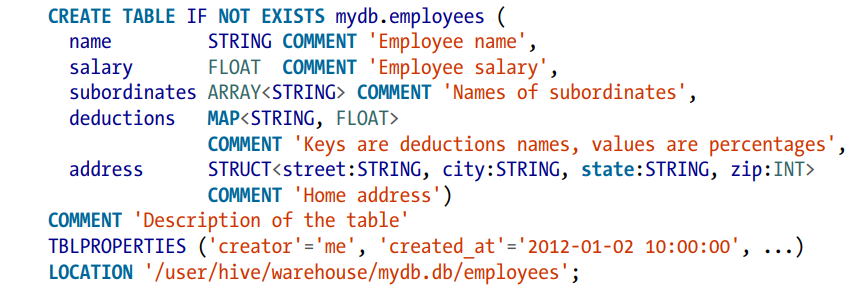 CREATE TABLE IF NOT EXISTS mydb.employees (
name STRING COMMENT 'Employee name',
salary FLOAT COMMENT 'Employee salary',
subordinates ARRAY<STRING> COMMENT 'Names of subordinates',
deductions MAP<STRING, FLOAT>
COMMENT 'Keys are deductions names, values are percentages',
address STRUCT<street:STRING, city:STRING, state:STRING, zip:INT>
COMMENT 'Home address')
COMMENT 'Description of the table'
TBLPROPERTIES ('creator'='me', 'created_at'='2012-01-02 10:00:00', ...)
LOCATION '/user/hive/warehouse/mydb.db/employees';